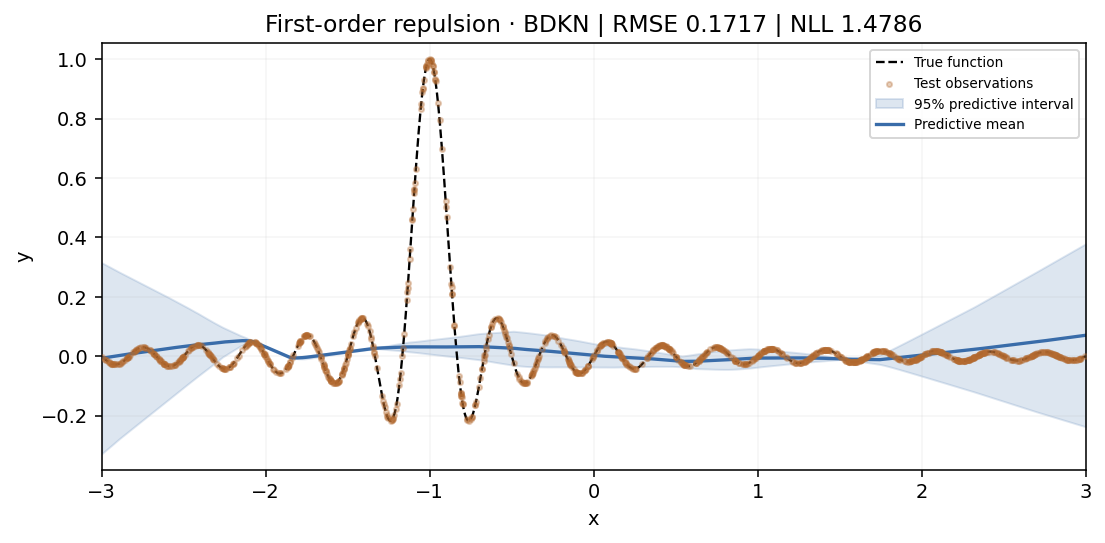 First-order repulsion · BDKN | RMSE 0.1717 | NLL 1.4786
True function
Test observations
95% predictive interval
Predictive mean
y
1.0
0.8
0.6
0.4
0.2
0.0
−0.2
−3
−2
−1
0
1
2
3
x